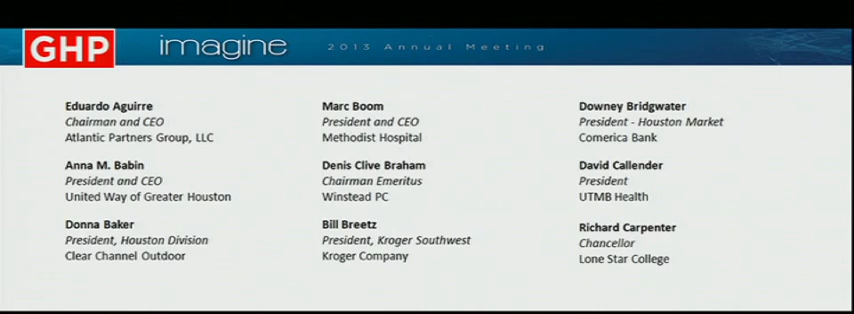 GHP
imagine
2013 Annual Meeting
Eduardo Aguirre
Chairman and CEO
Atlantic Partners Group, LLC
Anna M. Babin
President and CEO
United Way of Greater Houston
Donna Baker
President, Houston Division
Clear Channel Outdoor
Marc Boom
President and CEO
Methodist Hospital
Denis Clive Braham
Chairman Emeritus
Winstead PC
Bill Breetz
President, Kroger Southwest
Kroger Company
Downey Bridgwater
President - Houston Market
Comerica Bank
David Callender
President
UTMB Health
Richard Carpenter
Chancellor
Lone Star College